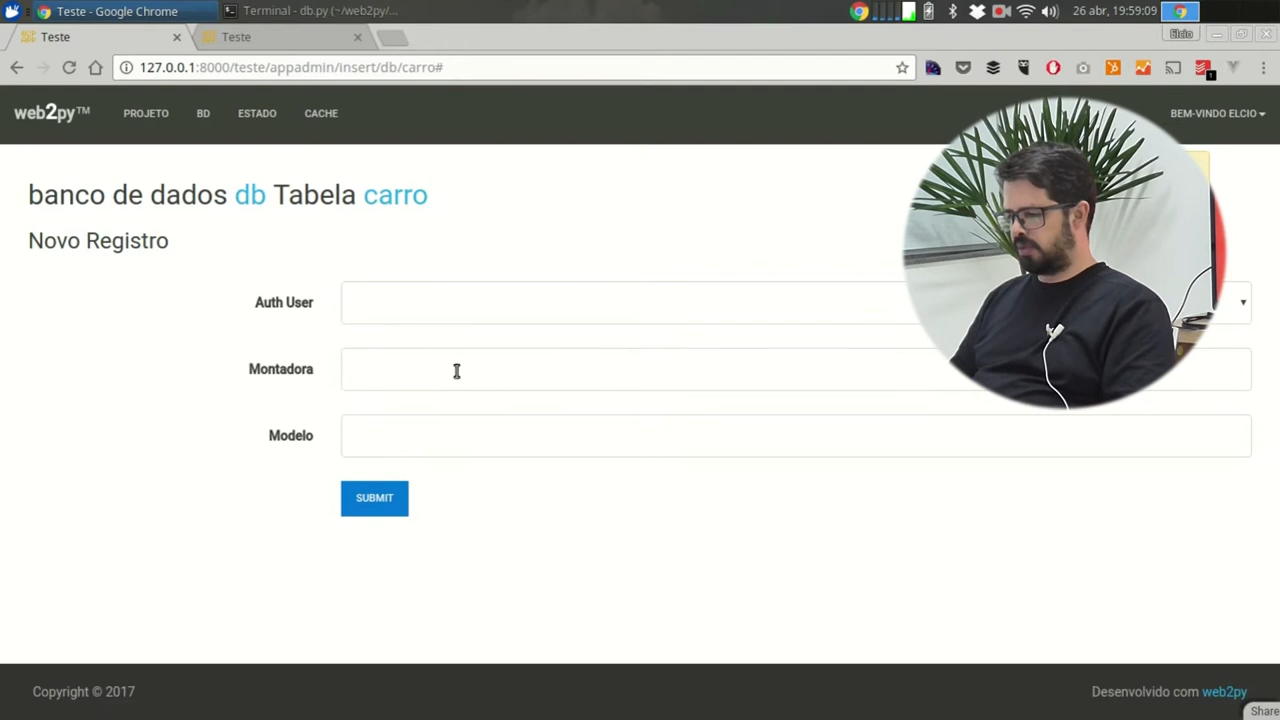 Teste - Google Chrome
Terminal - db.py (~/web2py/...
26 abr, 19:59:09
Teste
Teste
Elcio
127.0.0.1:8000/teste/appadmin/insert/db/carro#
1
web2py™ PROJETO BD ESTADO CACHE BEM-VINDO ELCIO
banco de dados db Tabela carro
Novo Registro
Auth User
Montadora
Modelo
SUBMIT
Copyright © 2017
Desenvolvido com web2py
Share